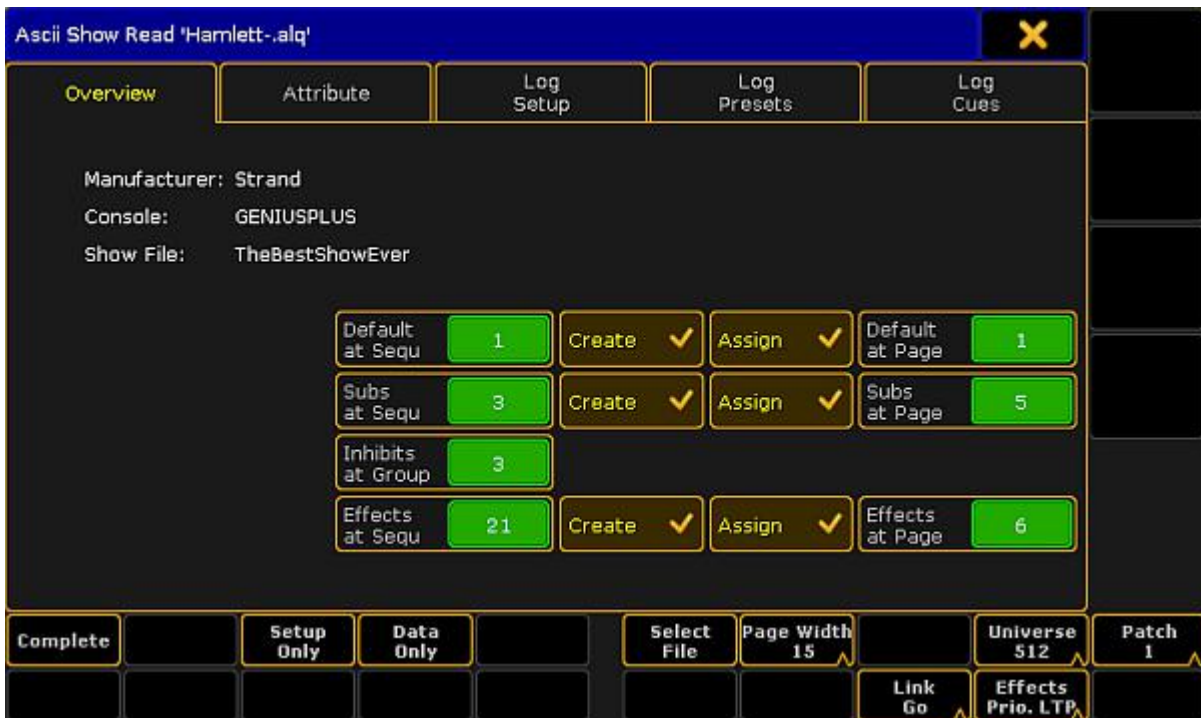 Ascii Show Read 'Hamlett-.alq'
Overview
Attribute
Log
Setup
Log
Presets
Log
Cues
Manufacturer: Strand
Console: GENIUSPLUS
Show File: TheBestShowEver
Default
at Sequ
1
Create
Assign
Default
at Page
1
Subs
at Sequ
3
Create
Assign
Subs
at Page
5
Inhibits
at Group
3
Effects
at Sequ
21
Create
Assign
Effects
at Page
6
Complete
Setup
Only
Data
Only
Select
File
Page Width
15
Universe
512
Patch
1
Link
Go
Effects
Prio. LTP